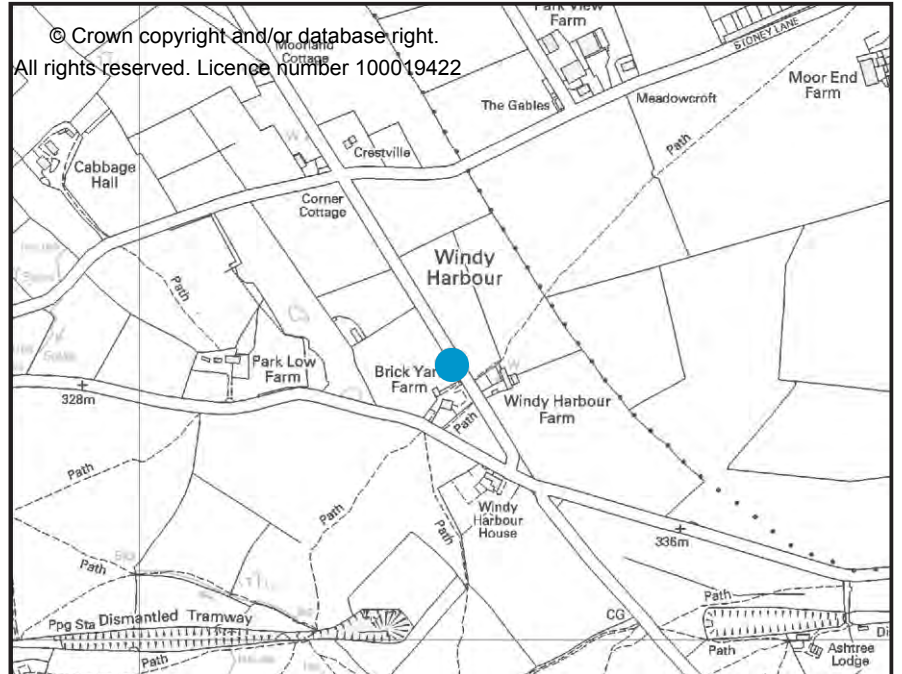 Park View
Farm
© Crown copyright and/or database right.
Moorland
Cottage
All rights reserved. Licence number 100019422
STONEY LANE
Moor End
Farm
The Gables
Meadowcroft
Path
Crestville
Cabbage
Hall
Corner
Cottage
Windy
Harbour
Path
Park Low
Farm
Brick Yar
Farm
W
328m
Windy Harbour
Farm
Path
Path
Path
Windy
Harbour
House
Path
336m
Path
Path
Ppg Sta Dismantled Tramway
CG
Path
Path
Di
Ashtree
Lodge